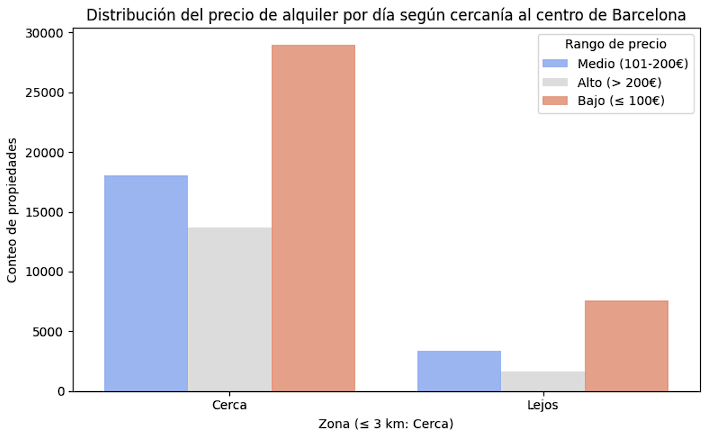 Distribución del precio de alquiler por día según cercanía al centro de Barcelona
Rango de precio
Medio (101-200€)
Alto (> 200€)
Bajo (≤ 100€)
Conteo de propiedades
30000
25000
20000
15000
10000
5000
0
Cerca
Lejos
Zona (≤ 3 km: Cerca)